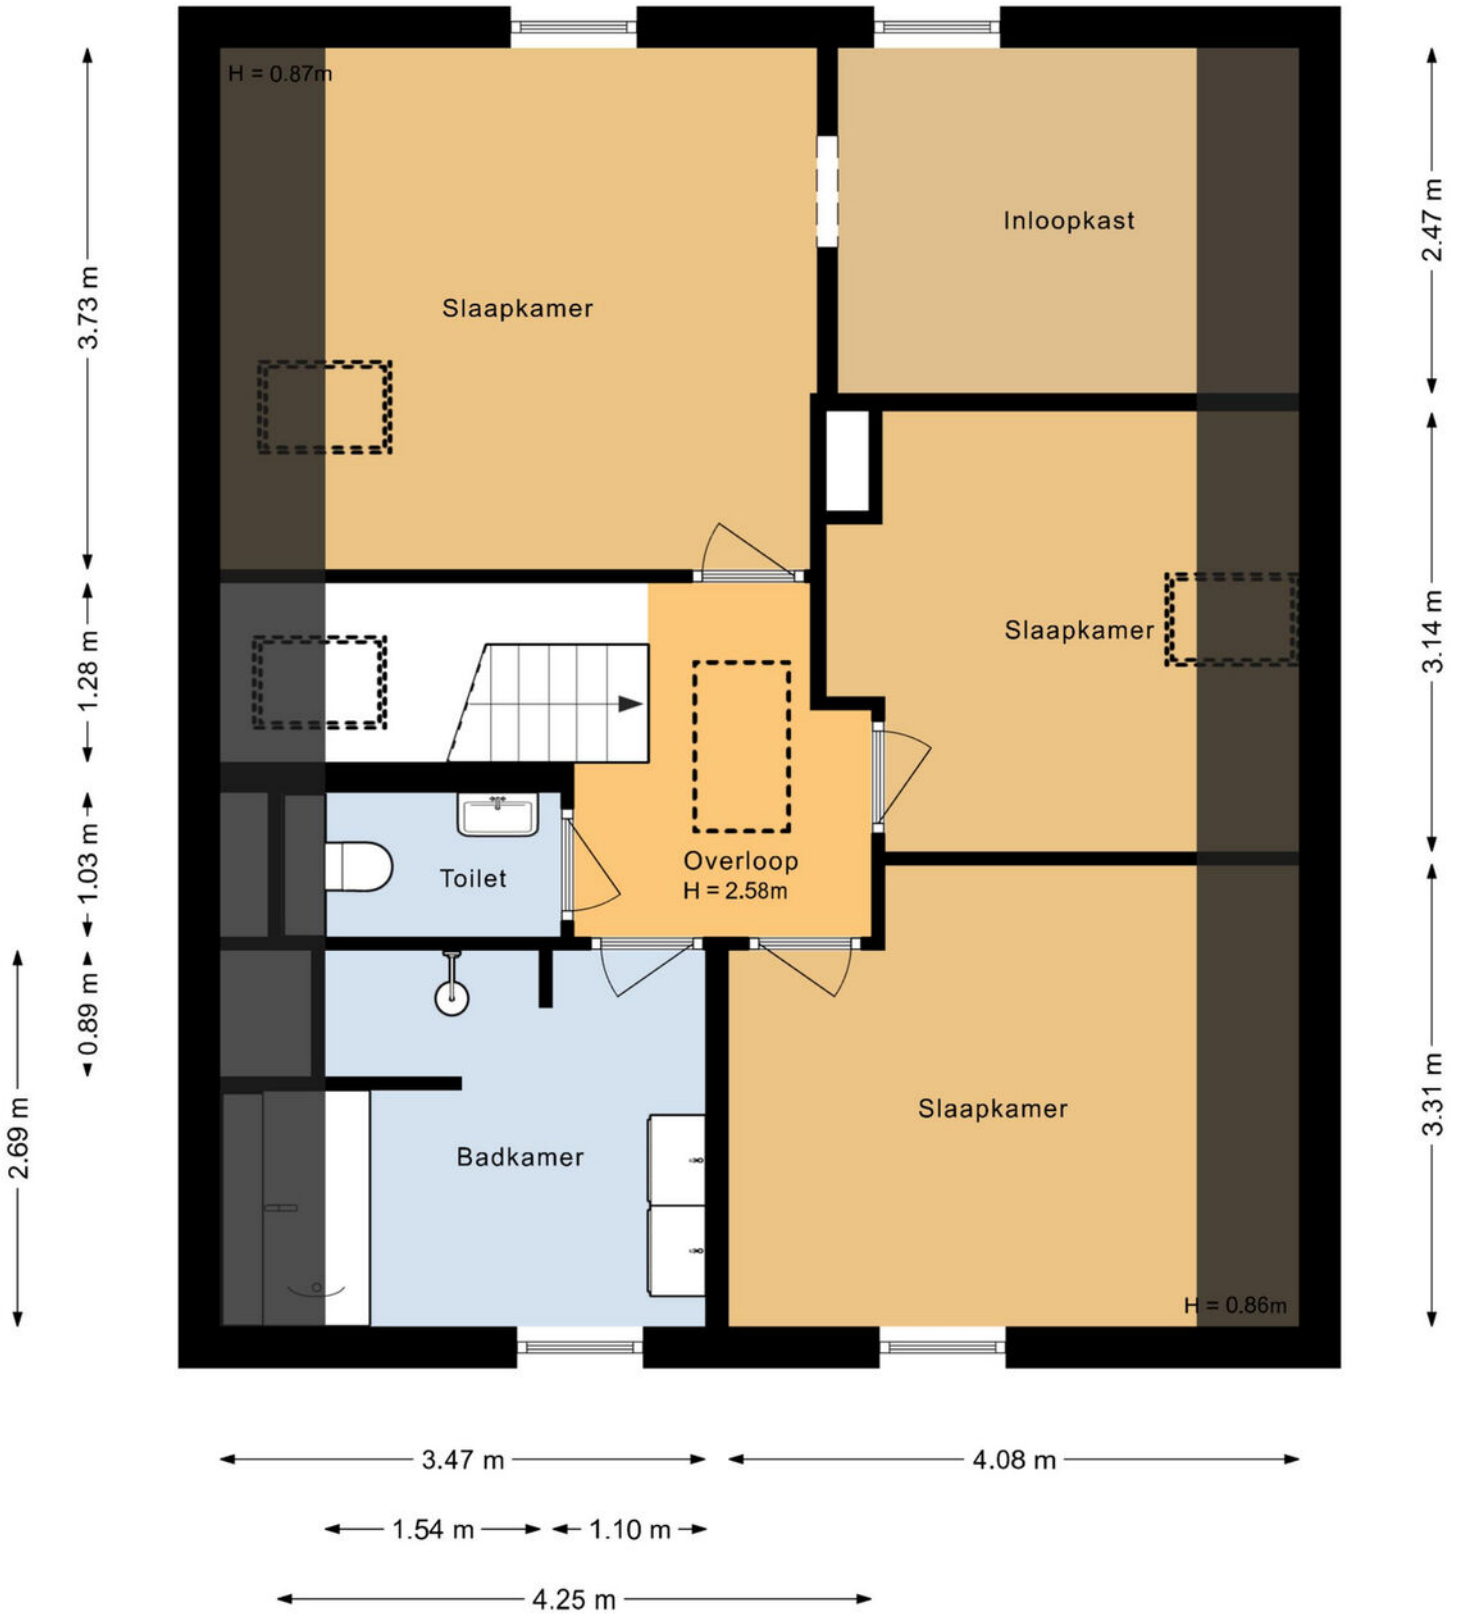 H = 0.87m
Slaapkamer
Inloopkast
3.73 m
2.47 m
Slaapkamer
1.28 m
3.14 m
Toilet
Overloop
H = 2.58m
1.03 m
0.89 m
Badkamer
Slaapkamer
2.69 m
3.31 m
H = 0.86m
3.47 m
4.08 m
1.54 m
1.10 m
4.25 m